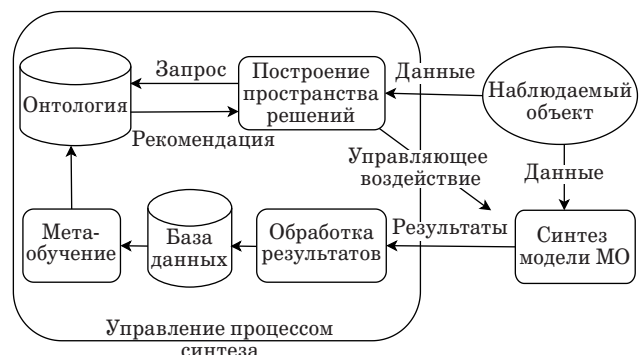 Онтология
Запрос
Рекомендация
Построение
пространства
решений
Данные
Наблюдаемый
объект
Управляющее
воздействие
Данные
Мета-
обучение
База
данных
Обработка
результатов
Результаты
Синтез
модели МО
Управление процессом
синтеза